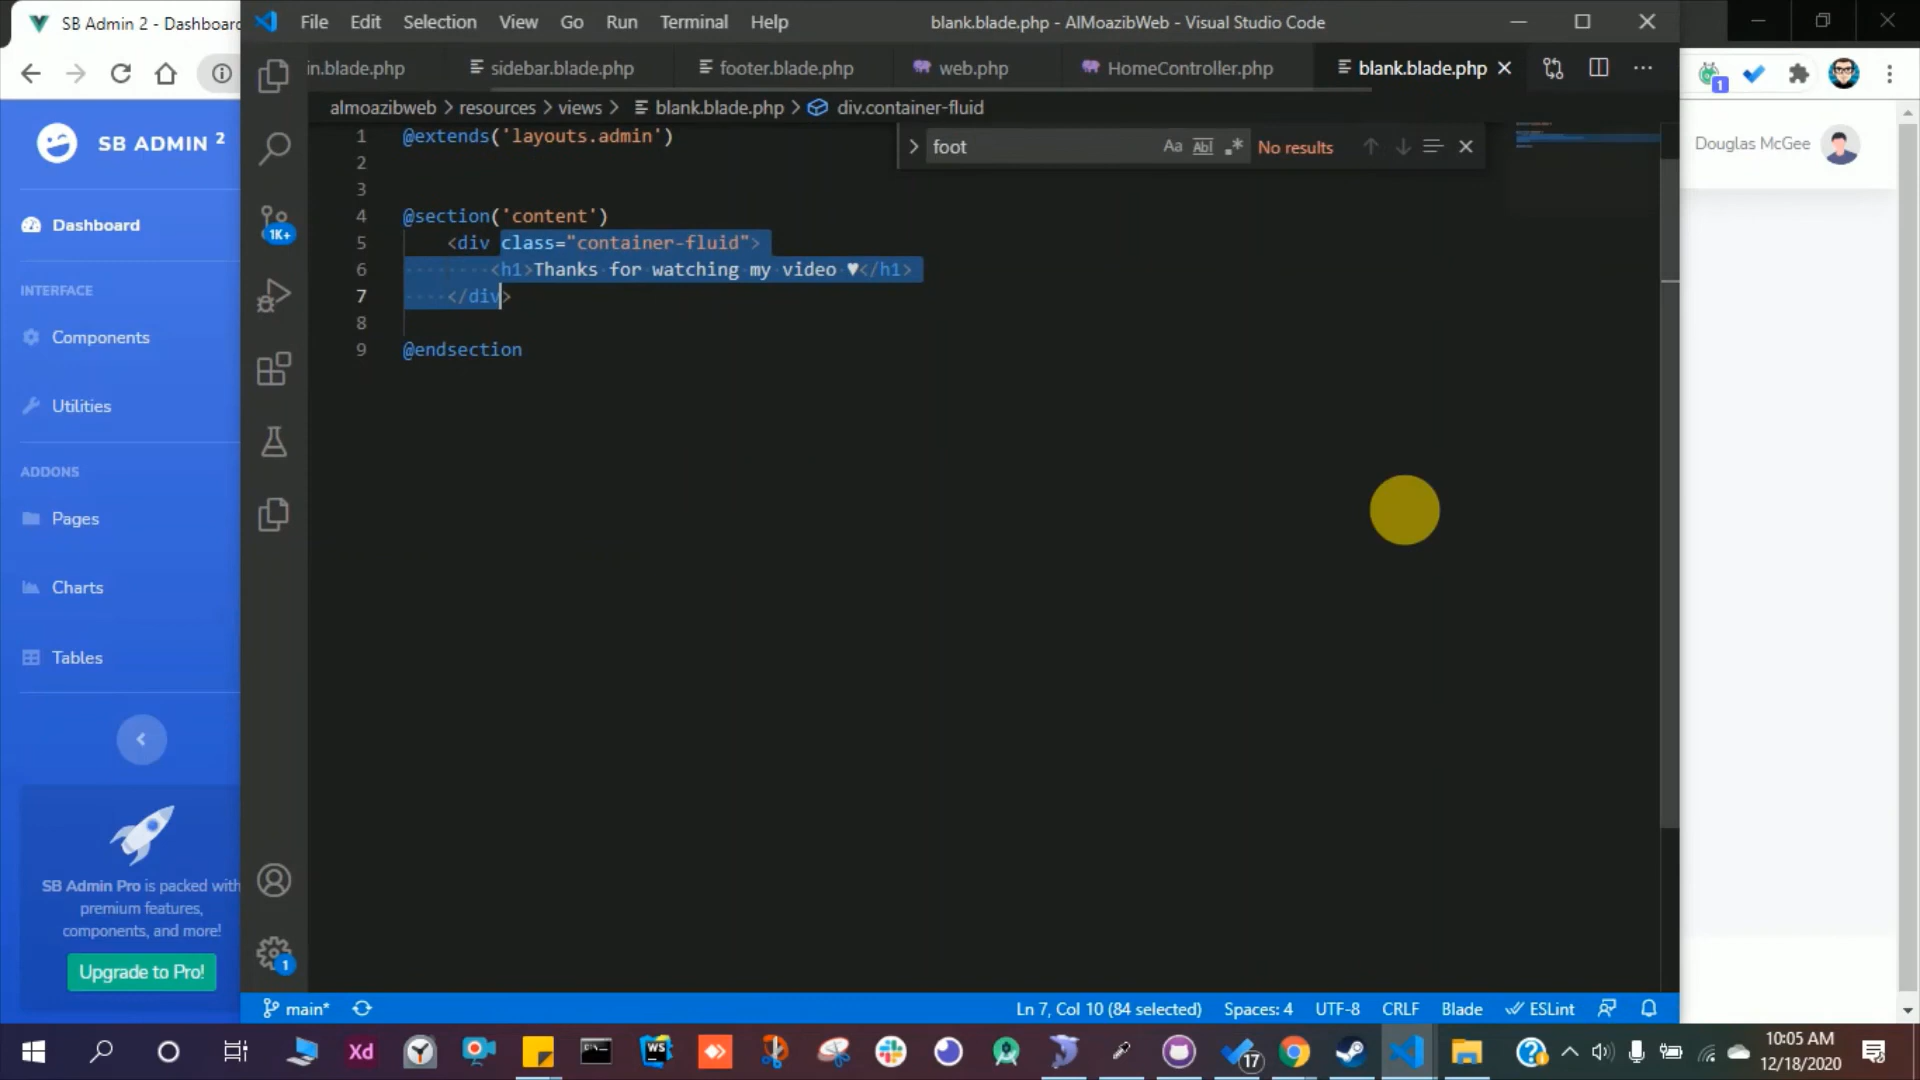 SB Admin 2 - Dashboard
File Edit Selection View Go Run Terminal Help
blank.blade.php - AlMoazibWeb - Visual Studio Code
in.blade.php
sidebar.blade.php
footer.blade.php
web.php
HomeController.php
blank.blade.php
almoazibweb > resources > views > blank.blade.php > div.container-fluid
foot
Aa
Abl
No results
1 @extends('layouts.admin')
2
3
4 @section('content')
5 <div class="container-fluid">
6 <h1>Thanks for watching my video ♥</h1>
7 </div>
8
9 @endsection
SB ADMIN 2
Dashboard
INTERFACE
Components
Utilities
ADDONS
Pages
Charts
Tables
SB Admin Pro is packed with
premium features,
components, and more!
Upgrade to Pro!
1K+
1
Douglas McGee
1
main*
Ln 7, Col 10 (84 selected)
Spaces: 4
UTF-8
CRLF
Blade
ESLint
Xd
WS
17
10:05 AM
12/18/2020